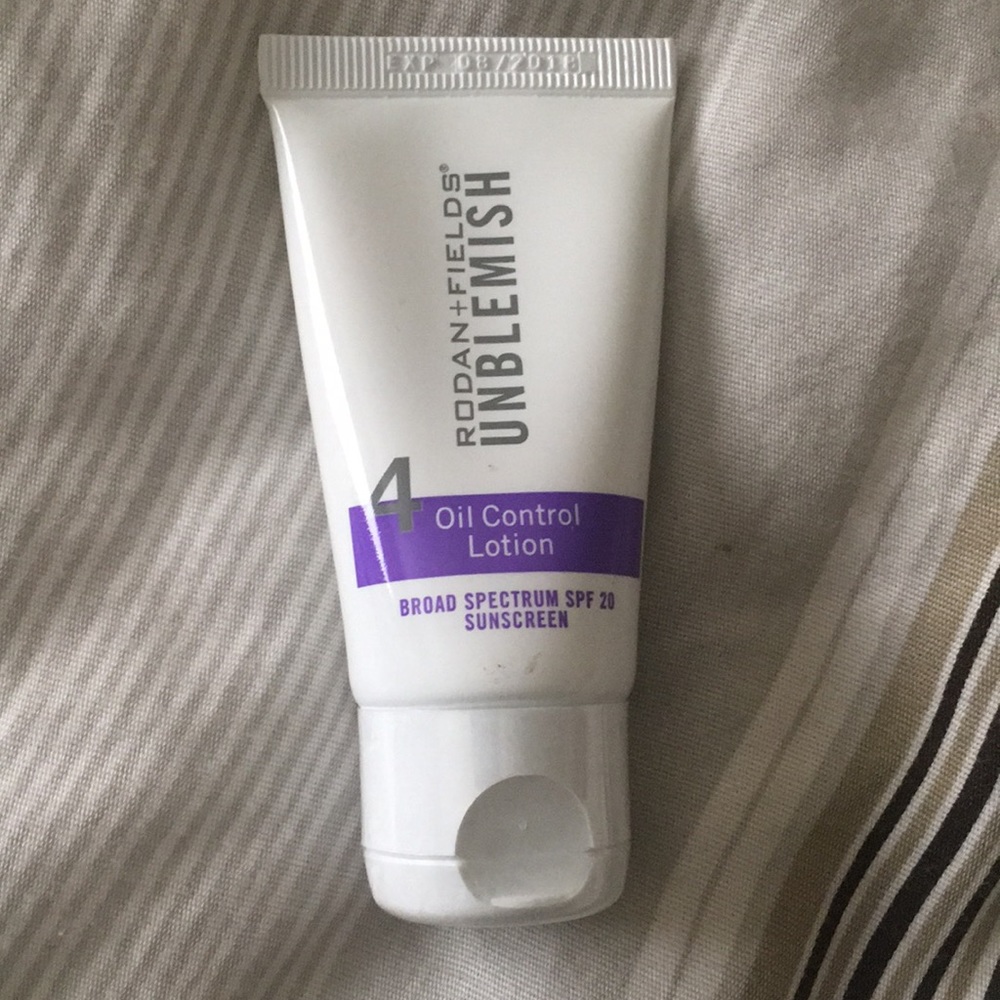 EXP 08/2018
RODAN+FIELDS®
UNBLEMISH
4
Oil Control
Lotion
BROAD SPECTRUM SPF 20
SUNSCREEN